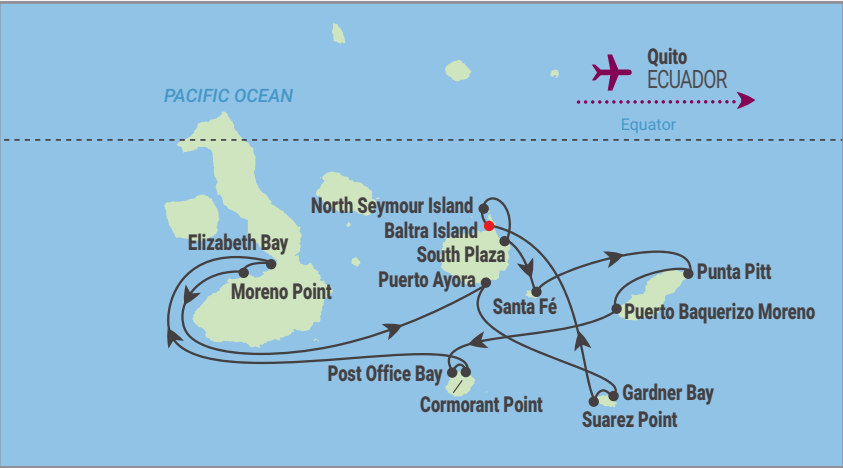 Quito
ECUADOR
PACIFIC OCEAN
Equator
North Seymour Island
Baltra Island
Elizabeth Bay
South Plaza
Puerto Ayora
Punta Pitt
Moreno Point
Santa Fé
Puerto Baquerizo Moreno
Post Office Bay
Gardner Bay
Cormorant Point
Suarez Point